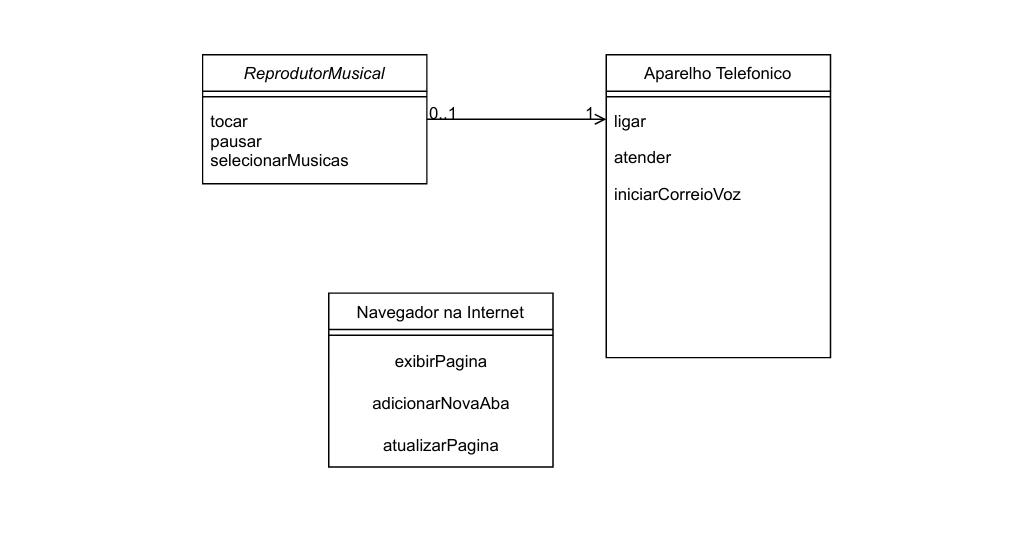 ReprodutorMusical
tocar
pausar
selecionarMusicas
0..1
1
Aparelho Telefonico
ligar
atender
iniciarCorreioVoz
Navegador na Internet
exibirPagina
adicionarNovaAba
atualizarPagina